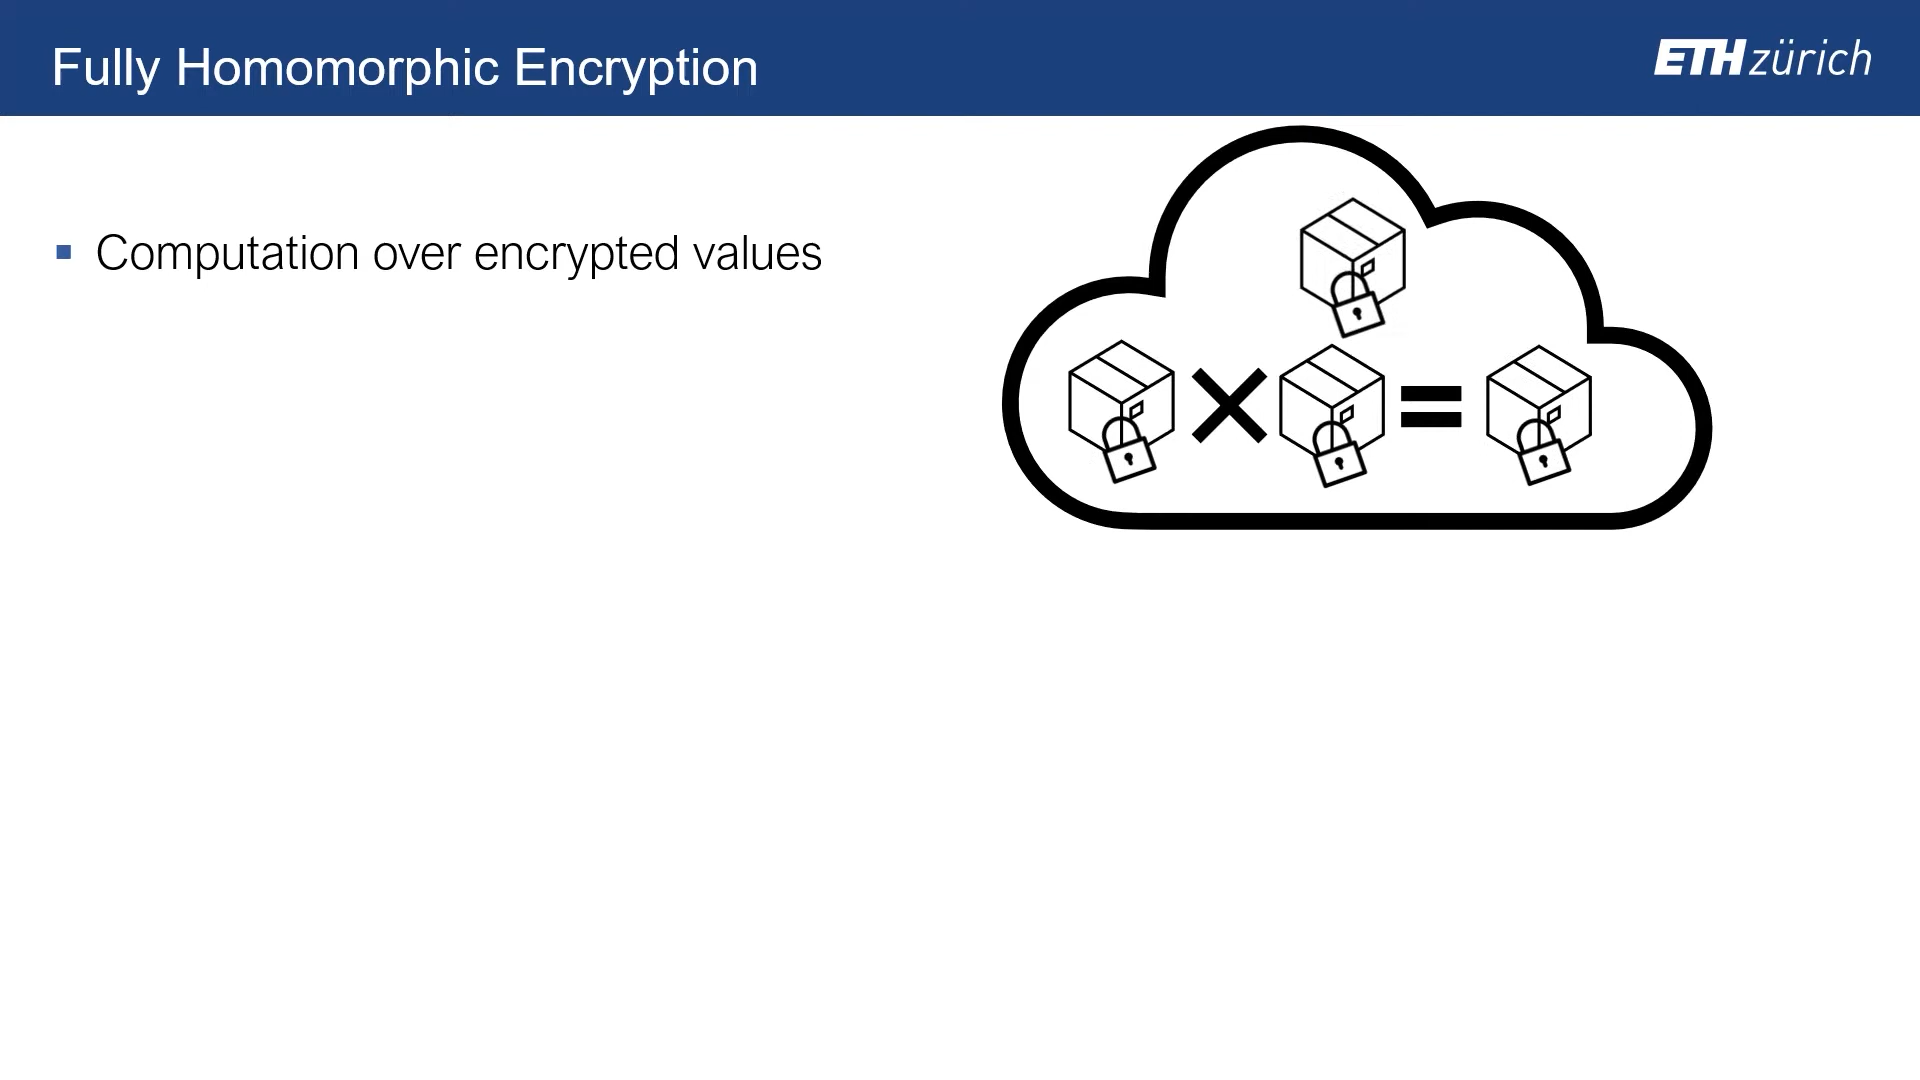 Fully Homomorphic Encryption
ETH zürich
Computation over encrypted values